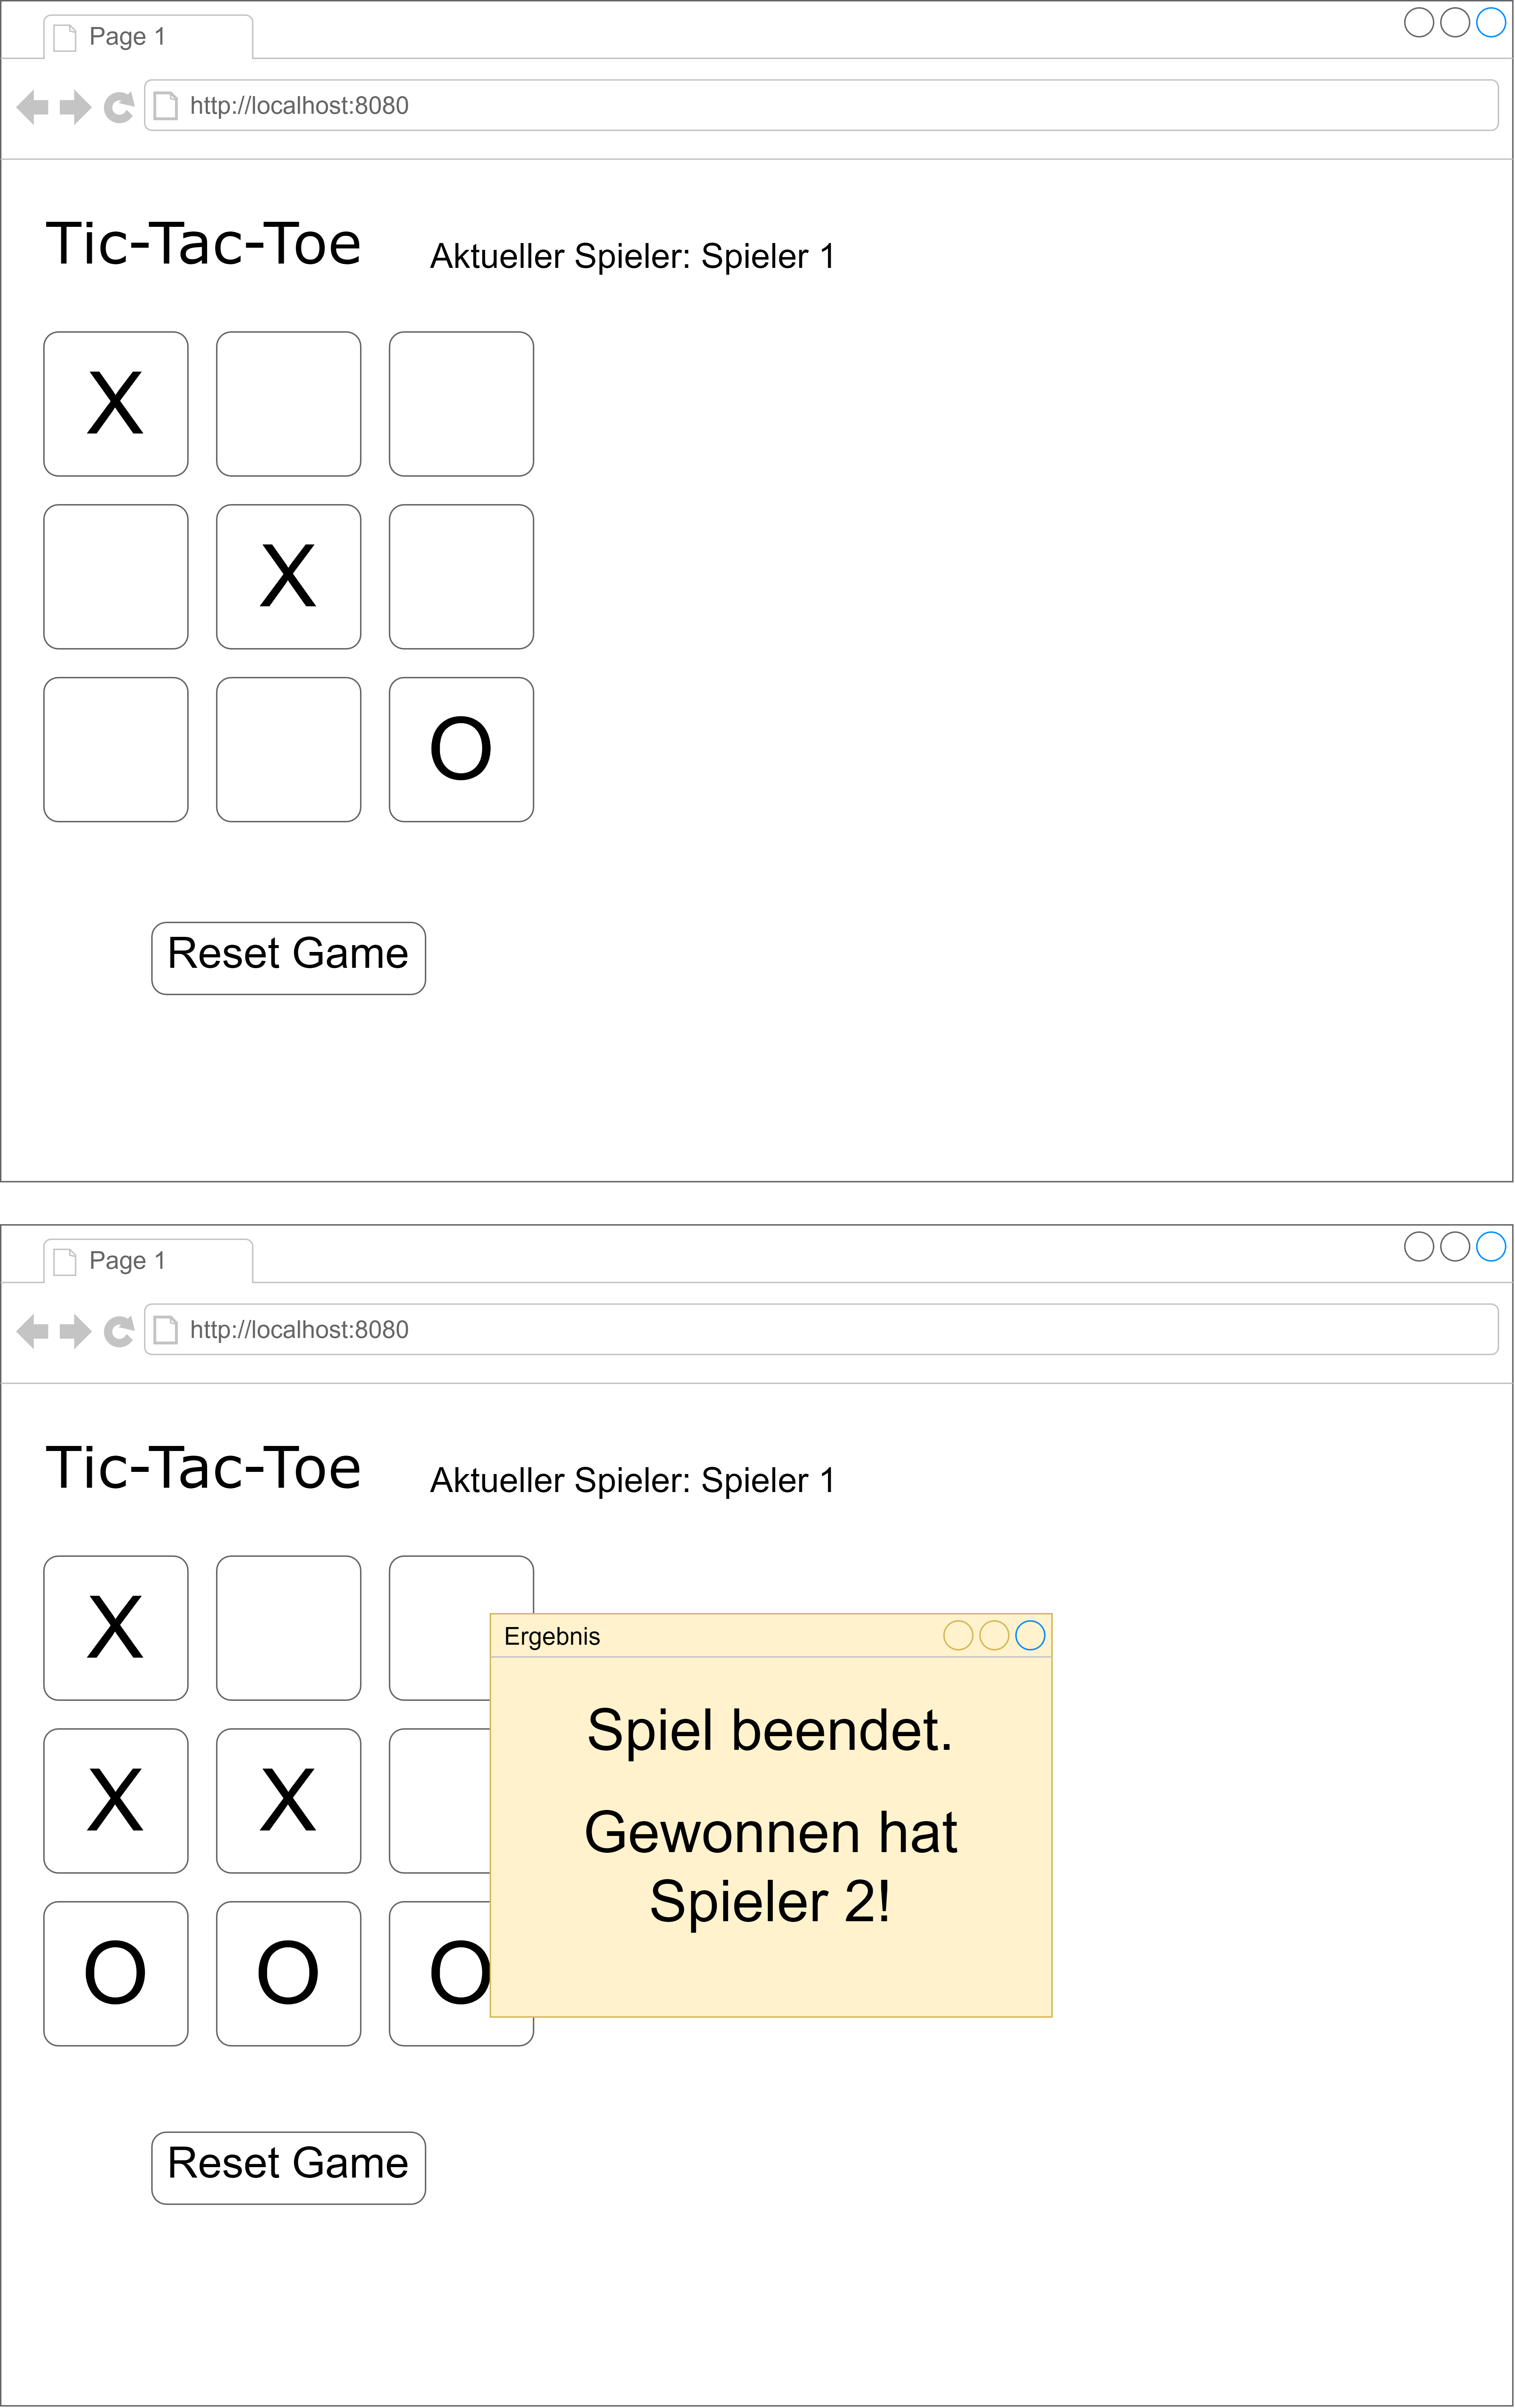 Page 1
http://localhost:8080
Tic-Tac-Toe
Aktueller Spieler: Spieler 1
X
X
O
Reset Game
Page 1
http://localhost:8080
Tic-Tac-Toe
Aktueller Spieler: Spieler 1
X
Ergebnis
Spiel beendet.
X X
Gewonnen hat
Spieler 2!
O O O
Reset Game